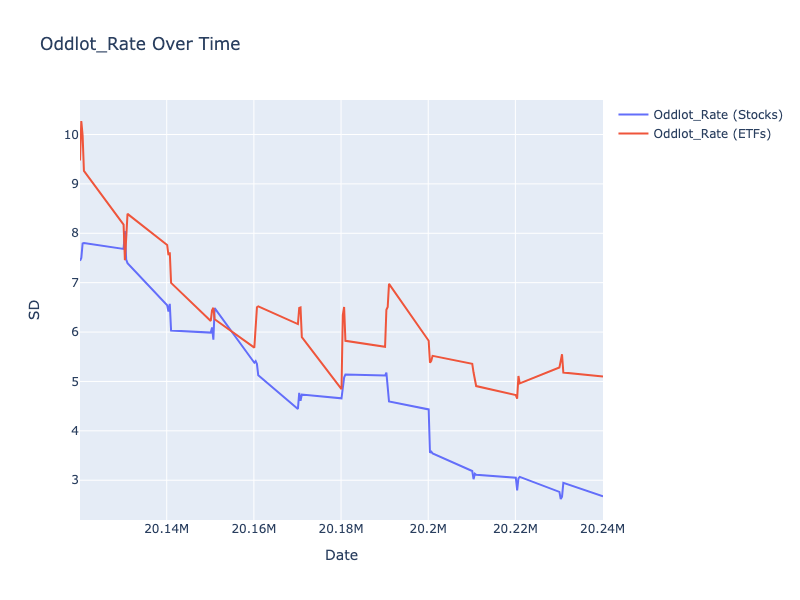 Oddlot_Rate Over Time
Oddlot_Rate (Stocks)
Oddlot_Rate (ETFs)
10
9
8
7
6
5
4
3
SD
20.14M
20.16M
20.18M
20.2M
20.22M
20.24M
Date